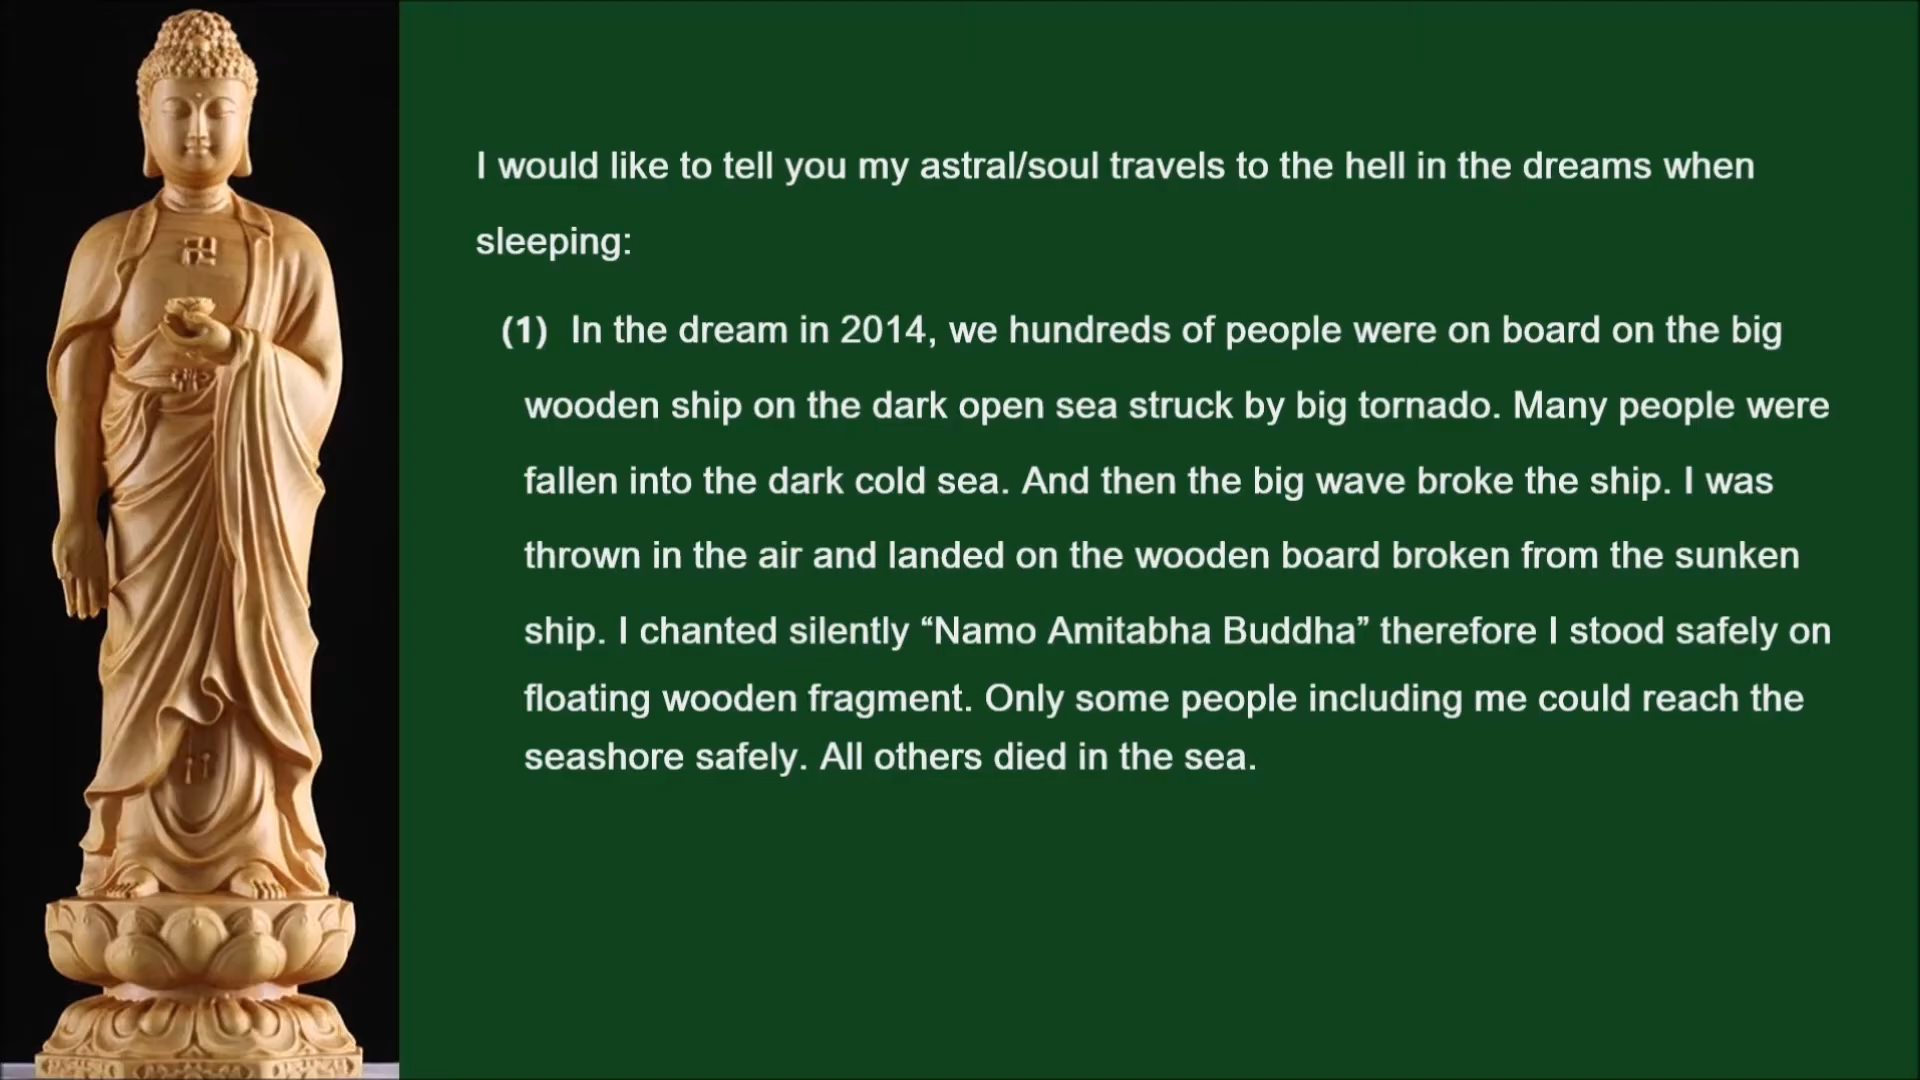 I would like to tell you my astral/soul travels to the hell in the dreams when
sleeping:
(1) In the dream in 2014, we hundreds of people were on board on the big
wooden ship on the dark open sea struck by big tornado. Many people were
fallen into the dark cold sea. And then the big wave broke the ship. I was
thrown in the air and landed on the wooden board broken from the sunken
ship. I chanted silently “Namo Amitabha Buddha” therefore I stood safely on
floating wooden fragment. Only some people including me could reach the
seashore safely. All others died in the sea.